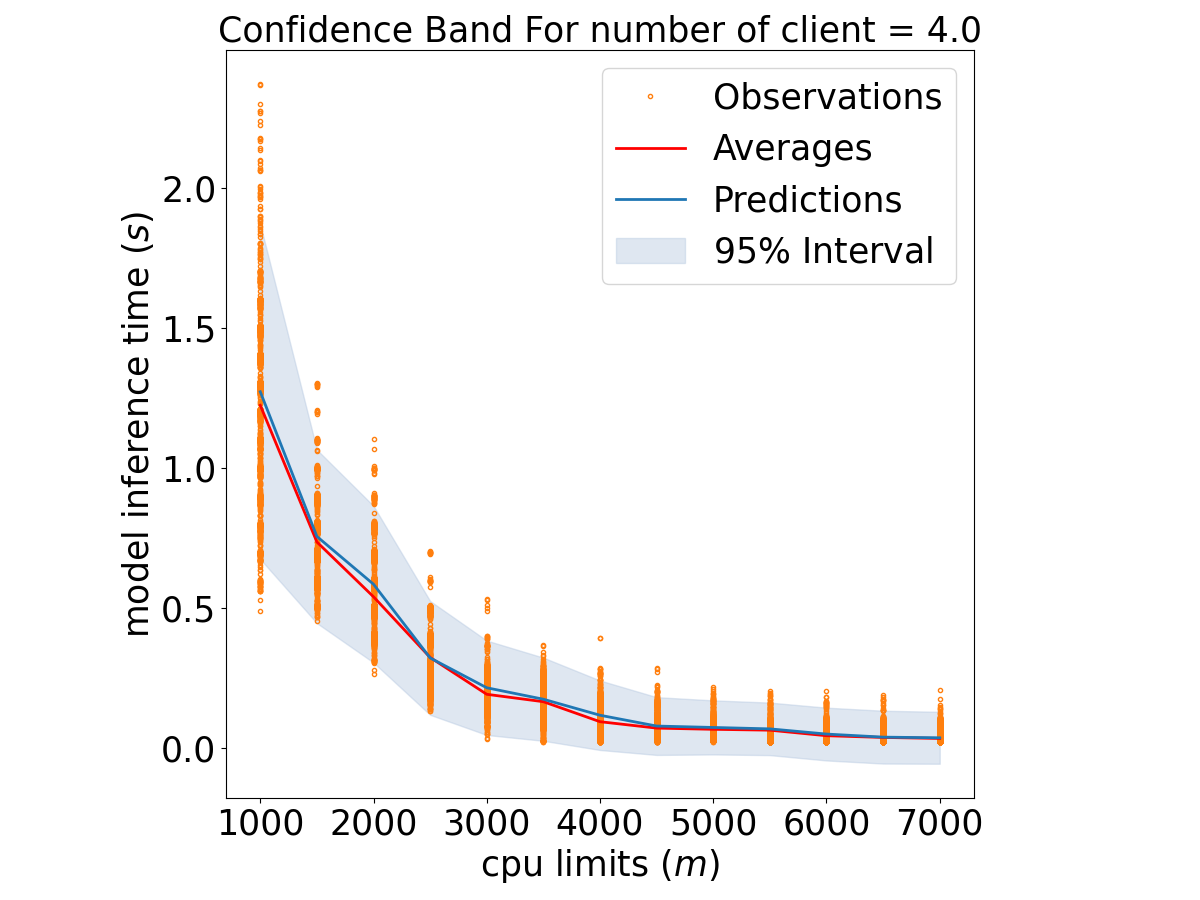 Confidence Band For number of client = 4.0
Observations
Averages
Predictions
95% Interval
2.0
1.5
1.0
0.5
0.0
model inference time (s)
1000 2000 3000 4000 5000 6000 7000
cpu limits (m)